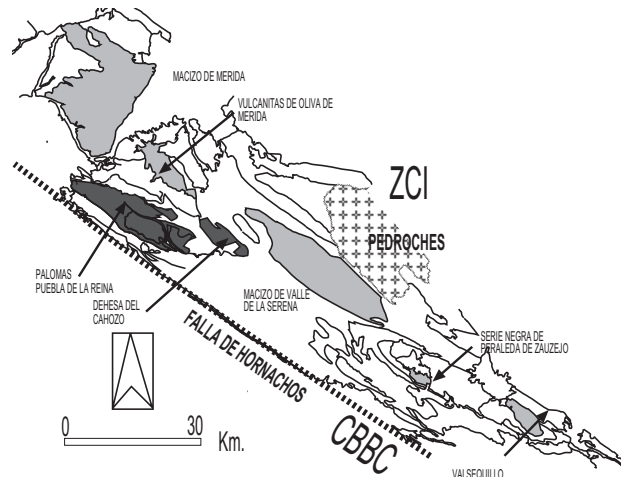 MACIZO DE MERIDA
VULCANITAS DE OLIVA DE
MERIDA
ZCI
PEDROCHES
PALOMAS
PUEBLA DE LA REINA
DEHESA DEL
CAHOZO
MACIZO DE VALLE
DE LA SERENA
FALLA DE HORNACHOS
SERIE NEGRA DE
PERALEDA DE ZAUZEJO
CBBC
0 30
Km.
VALSEQUILLO